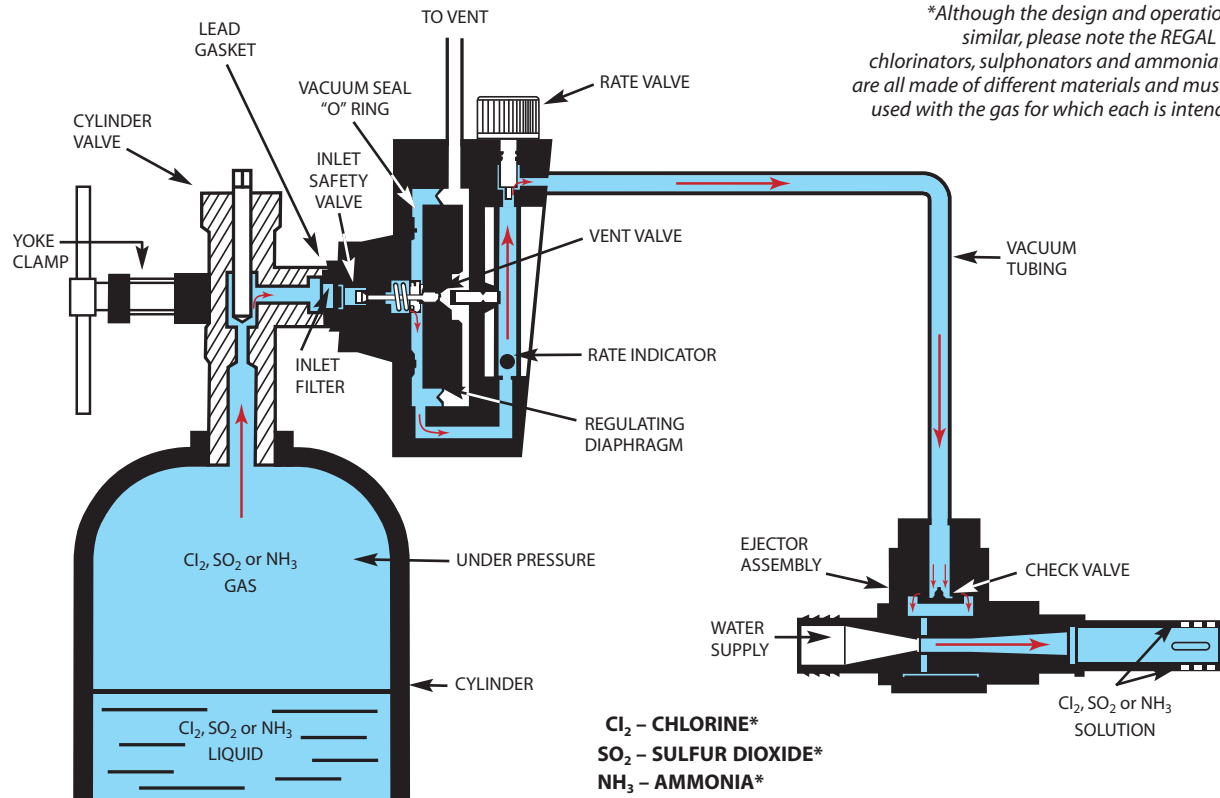 TO VENT
LEAD
GASKET
*Although the design and operation
similar, please note the REGAL
chlorinators, sulphonators and
are all made of different materials and
used with the gas for which each is
VACUUM SEAL
"O" RING
RATE VALVE
CYLINDER
VALVE
INLET
SAFETY
VALVE
YOKE
CLAMP
VENT VALVE
VACUUM
TUBING
INLET
FILTER
RATE INDICATOR
REGULATING
DIAPHRAGM
Cl₂, SO₂ or NH₃
GAS
UNDER PRESSURE
EJECTOR
ASSEMBLY
CHECK VALVE
WATER
SUPPLY
CYLINDER
Cl₂, SO₂ or NH₃
SOLUTION
Cl₂, SO₂ or NH₃
LIQUID
Cl₂ – CHLORINE*
SO₂ – SULFUR DIOXIDE*
NH₃ – AMMONIA*